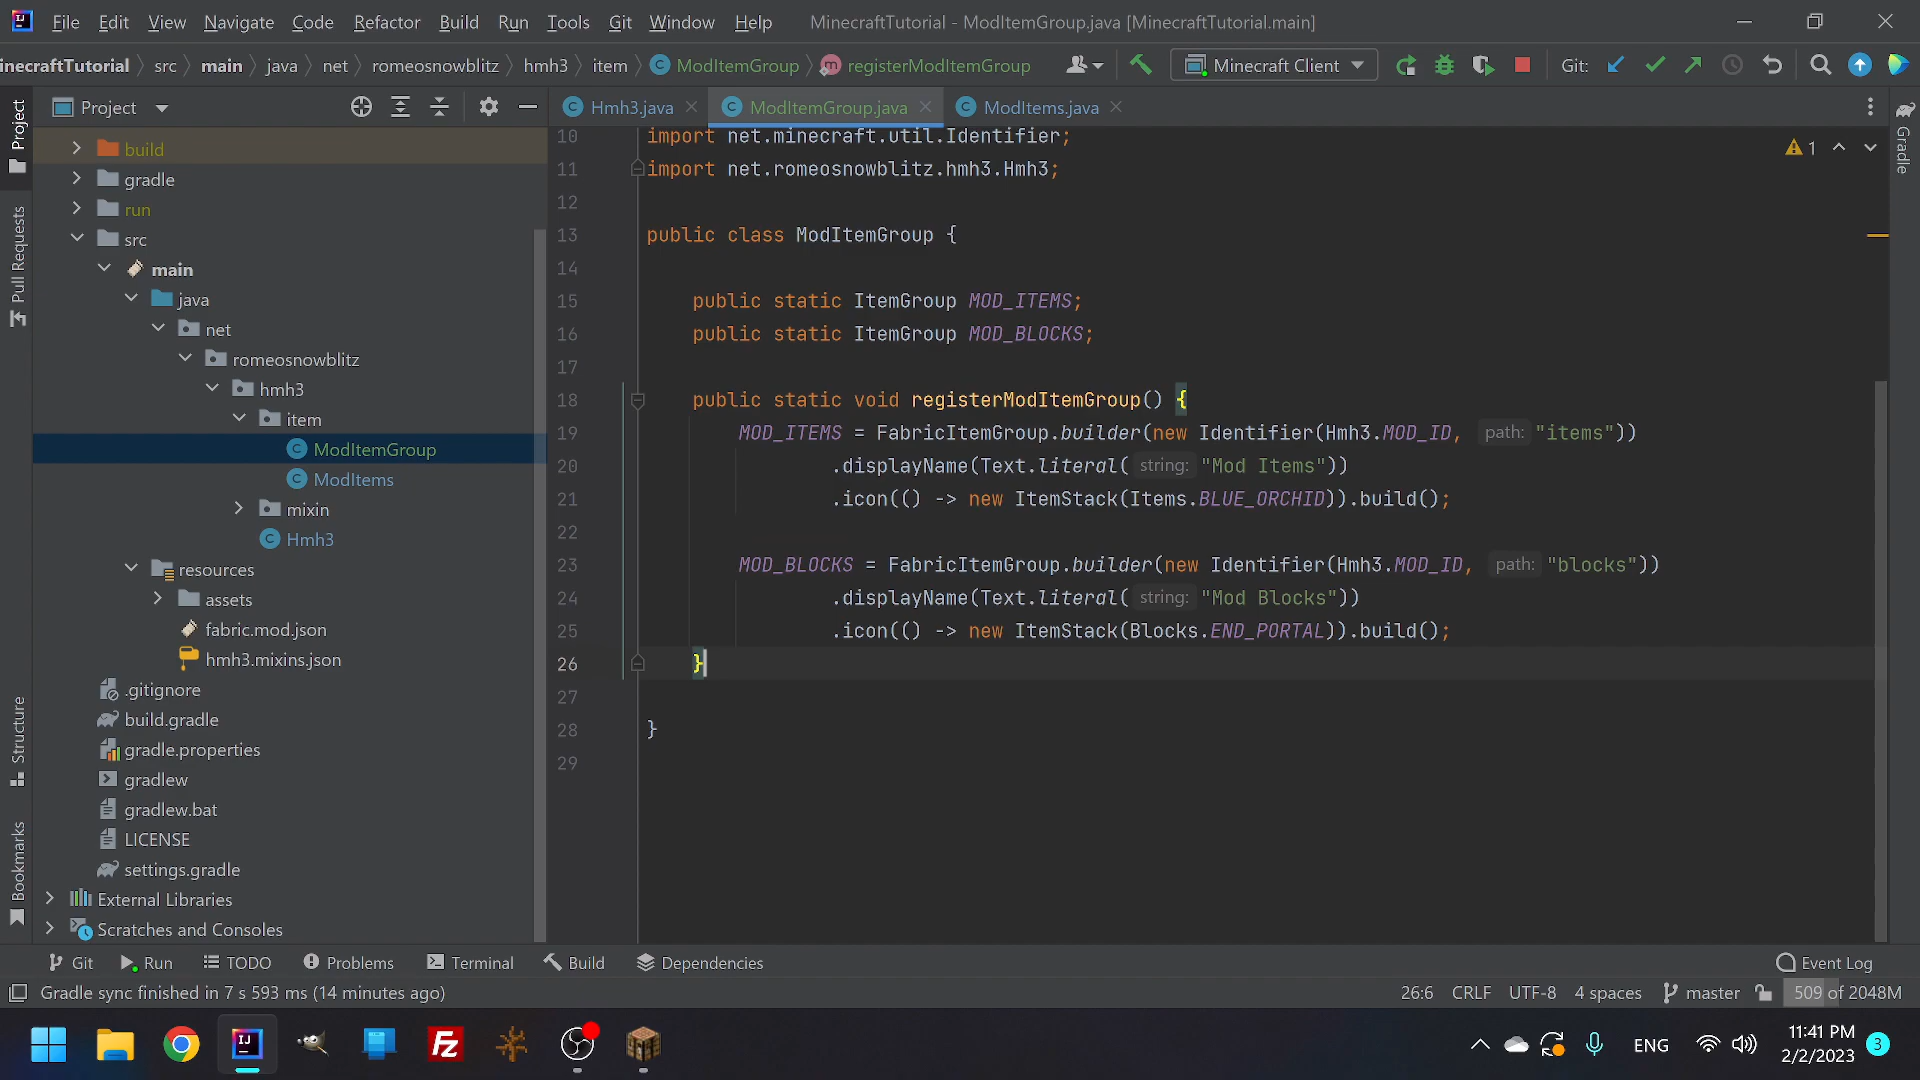 File Edit View Navigate Code Refactor Build Run Tools Git Window Help MinecraftTutorial - ModItemGroup.java [MinecraftTutorial.main]
inecraftTutorial src main java net romeosnowblitz hmh3 item ModItemGroup registerModItemGroup Minecraft Client Git:
Project
Hmh3.java ModItemGroup.java ModItems.java
Project
Pull Requests
Structure
Bookmarks
Gradle
build
gradle
run
src
main
java
net
romeosnowblitz
hmh3
item
ModItemGroup
ModItems
mixin
Hmh3
resources
assets
fabric.mod.json
hmh3.mixins.json
.gitignore
build.gradle
gradle.properties
gradlew
gradlew.bat
LICENSE
settings.gradle
External Libraries
Scratches and Consoles
1
10 import net.minecraft.util.Identifier;
11 import net.romeosnowblitz.hmh3.Hmh3;
12
13 public class ModItemGroup {
14
15 public static ItemGroup MOD_ITEMS;
16 public static ItemGroup MOD_BLOCKS;
17
18 public static void registerModItemGroup() {
19 MOD_ITEMS = FabricItemGroup.builder(new Identifier(Hmh3.MOD_ID, path: "items"))
20 .displayName(Text.literal( string: "Mod Items"))
21 .icon(() -> new ItemStack(Items.BLUE_ORCHID)).build();
22
23 MOD_BLOCKS = FabricItemGroup.builder(new Identifier(Hmh3.MOD_ID, path: "blocks"))
24 .displayName(Text.literal( string: "Mod Blocks"))
25 .icon(() -> new ItemStack(Blocks.END_PORTAL)).build();
26 }
27
28 }
29
Git Run TODO Problems Terminal Build Dependencies Event Log
Gradle sync finished in 7 s 593 ms (14 minutes ago) 26:6 CRLF UTF-8 4 spaces master 509 of 2048M
ENG 11:41 PM
2/2/2023 3